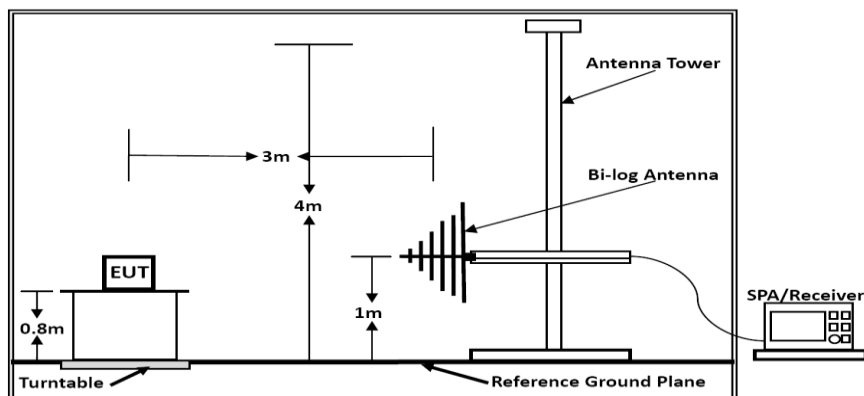 Antenna Tower
3m
Bi-log Antenna
4m
EUT
SPA/Receiver
1m
0.8m
Turntable
Reference Ground Plane